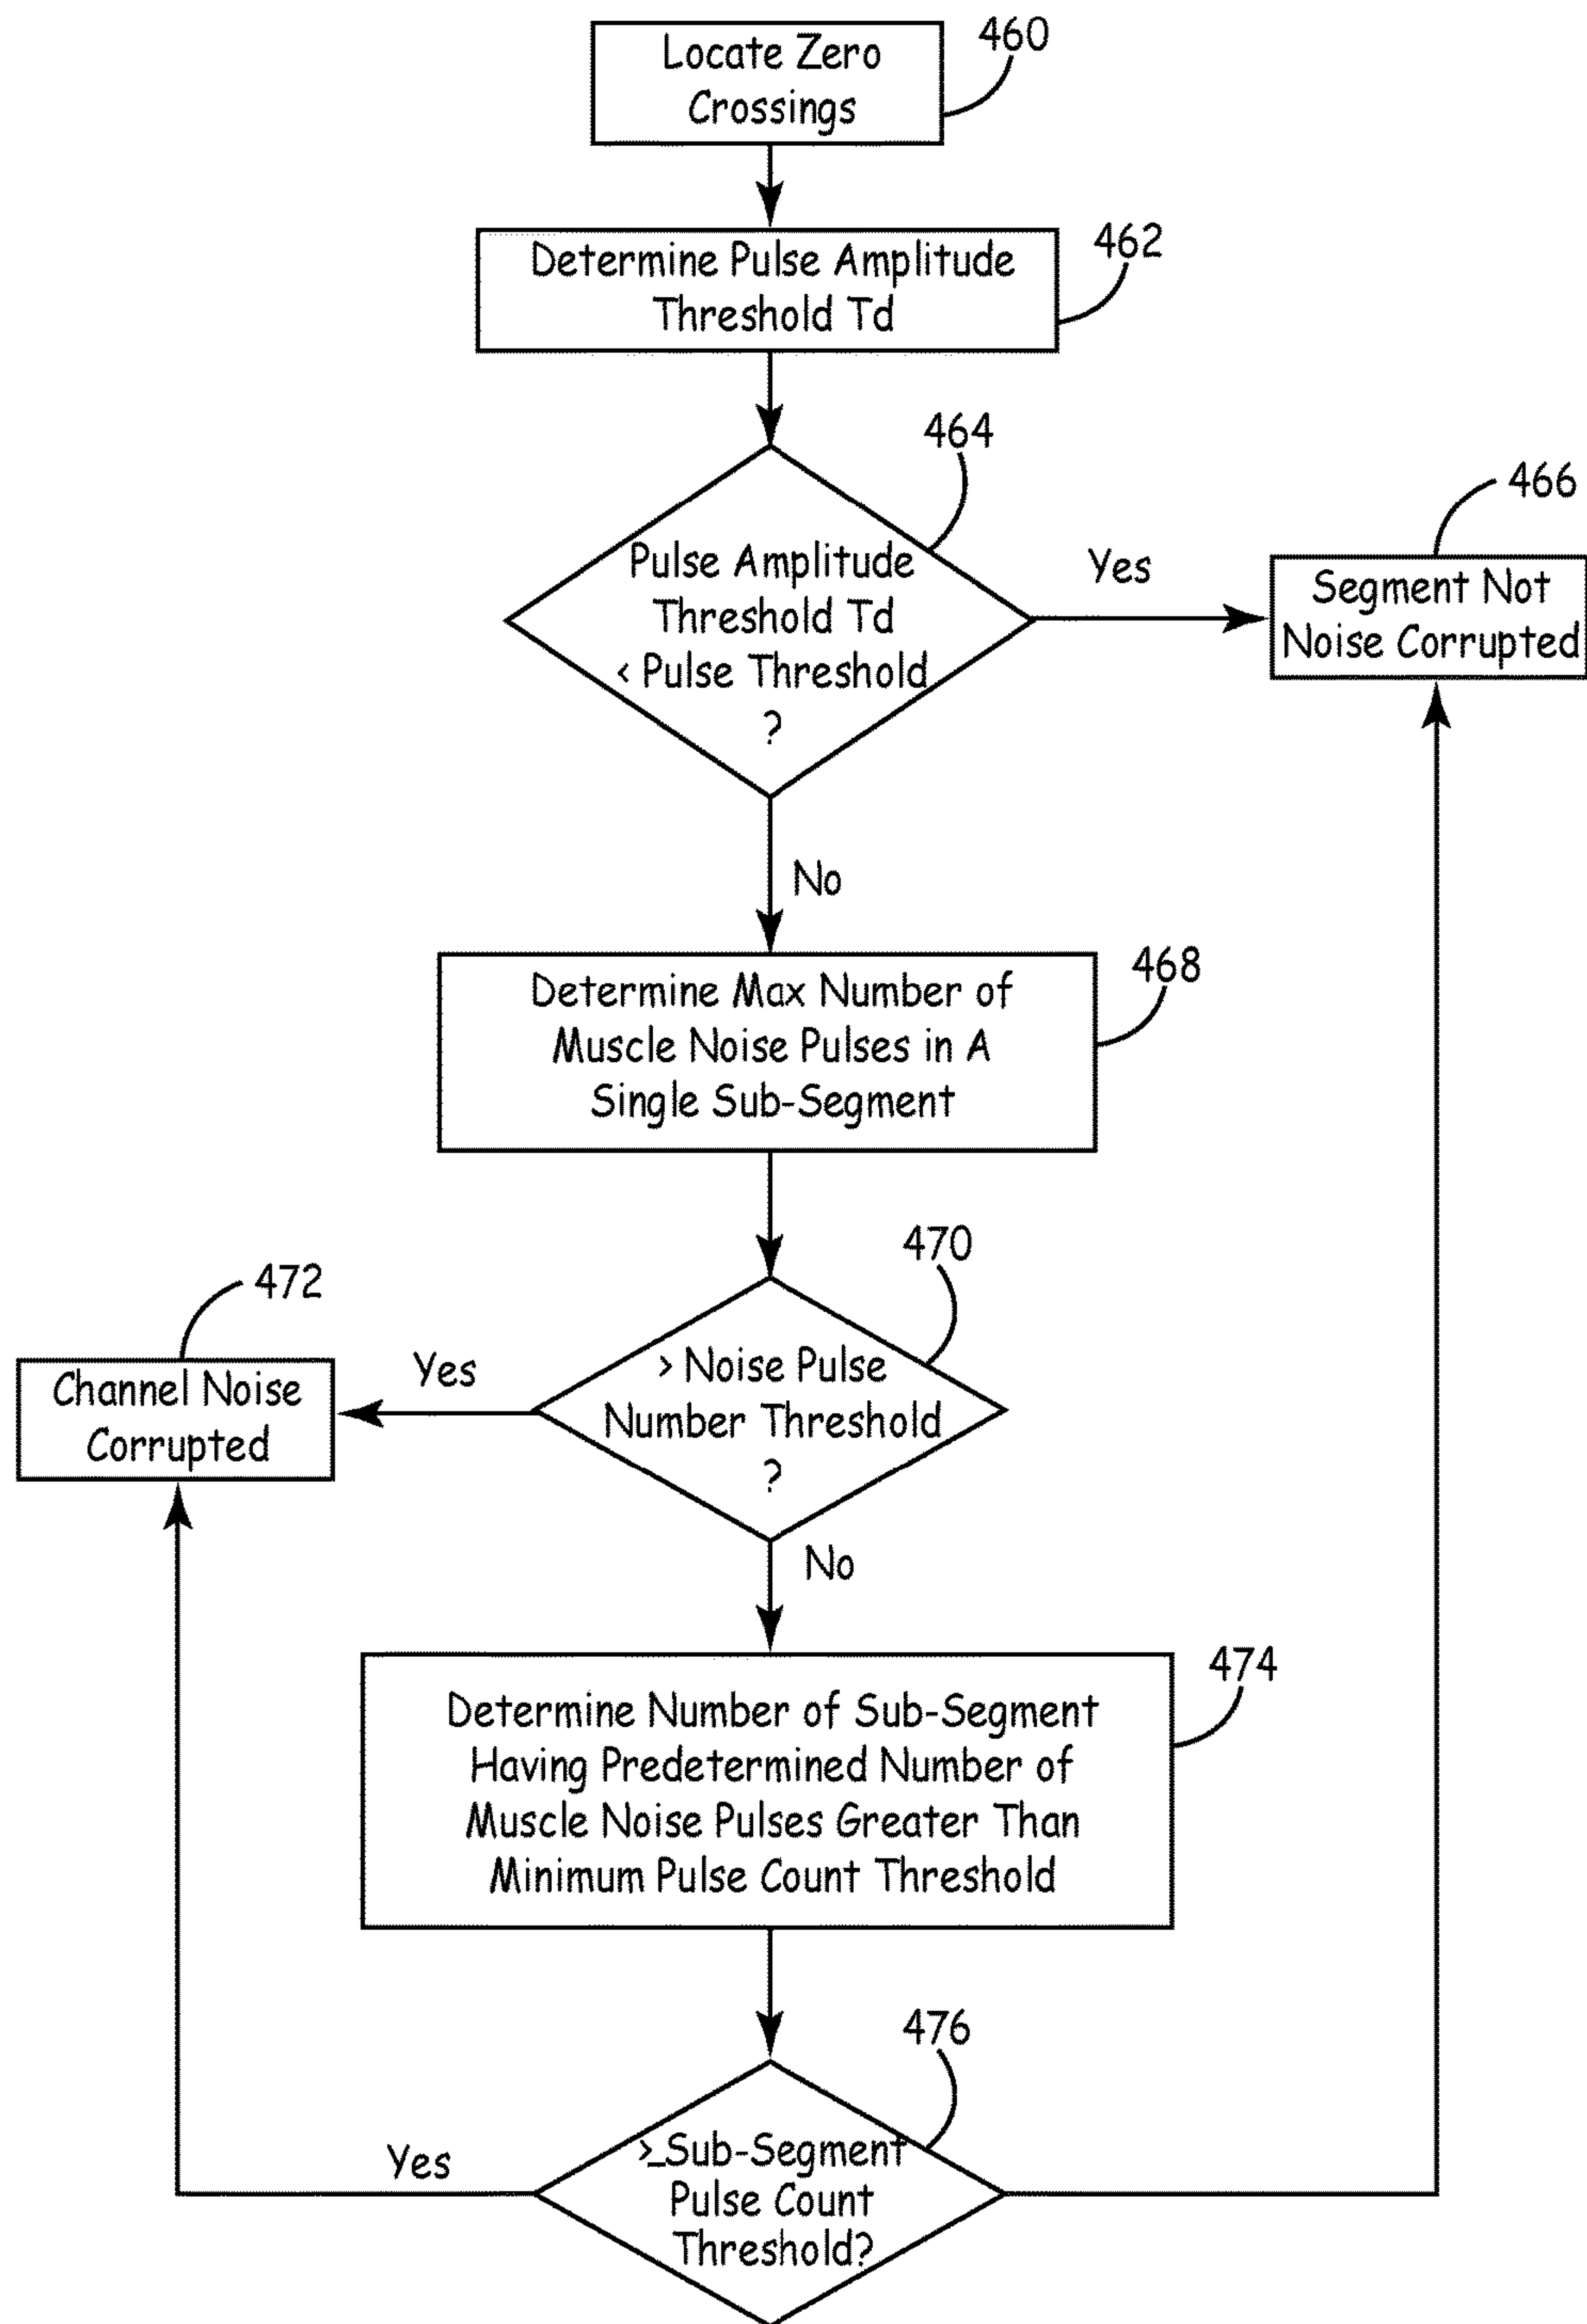 Locate Zero
Crossings
460
Determine Pulse Amplitude
Threshold Td
462
464
Pulse Amplitude
Threshold Td
< Pulse Threshold
?
Yes
466
Segment Not
Noise Corrupted
No
Determine Max Number of
Muscle Noise Pulses in A
Single Sub-Segment
468
470
> Noise Pulse
Number Threshold
?
Yes
472
Channel Noise
Corrupted
No
474
Determine Number of Sub-Segment
Having Predetermined Number of
Muscle Noise Pulses Greater Than
Minimum Pulse Count Threshold
476
>_Sub-Segment
Pulse Count
Threshold?
Yes